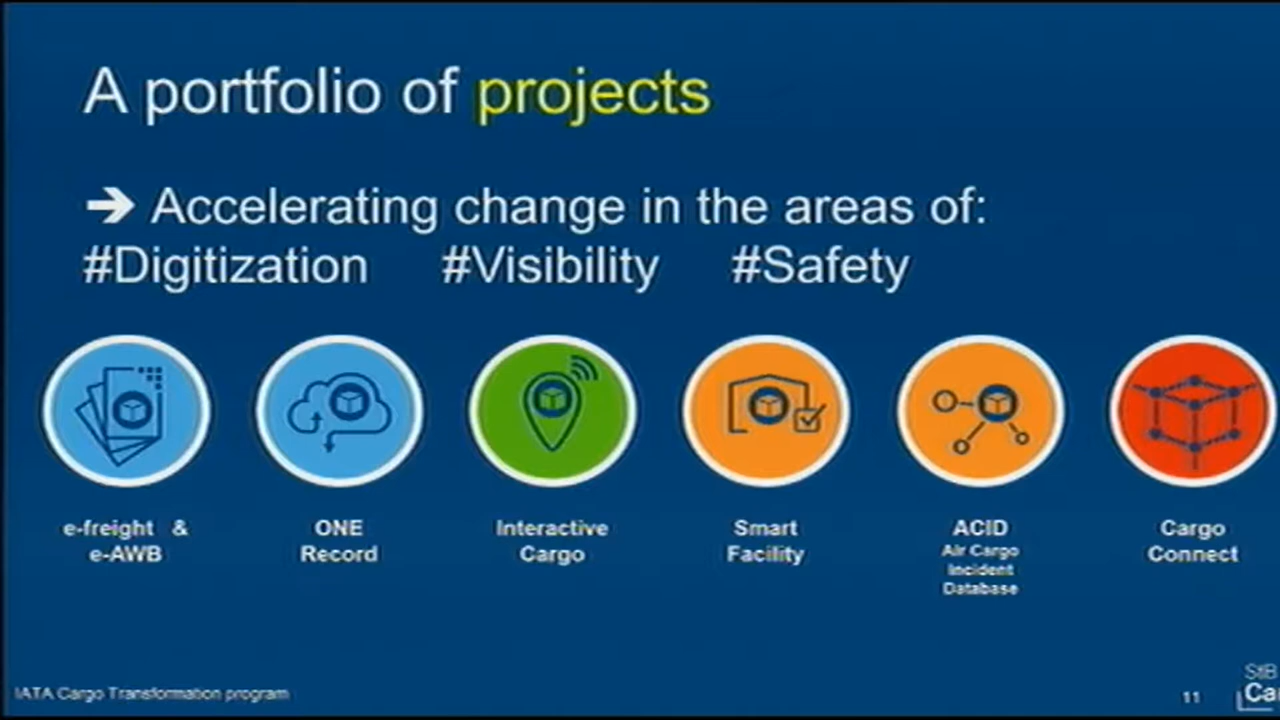 A portfolio of projects
➔ Accelerating change in the areas of:
#Digitization #Visibility #Safety
e-freight &
e-AWB
ONE
Record
Interactive
Cargo
Smart
Facility
ACID
Air Cargo
Incident
Database
Cargo
Connect
IATA Cargo Transformation program
11
StB